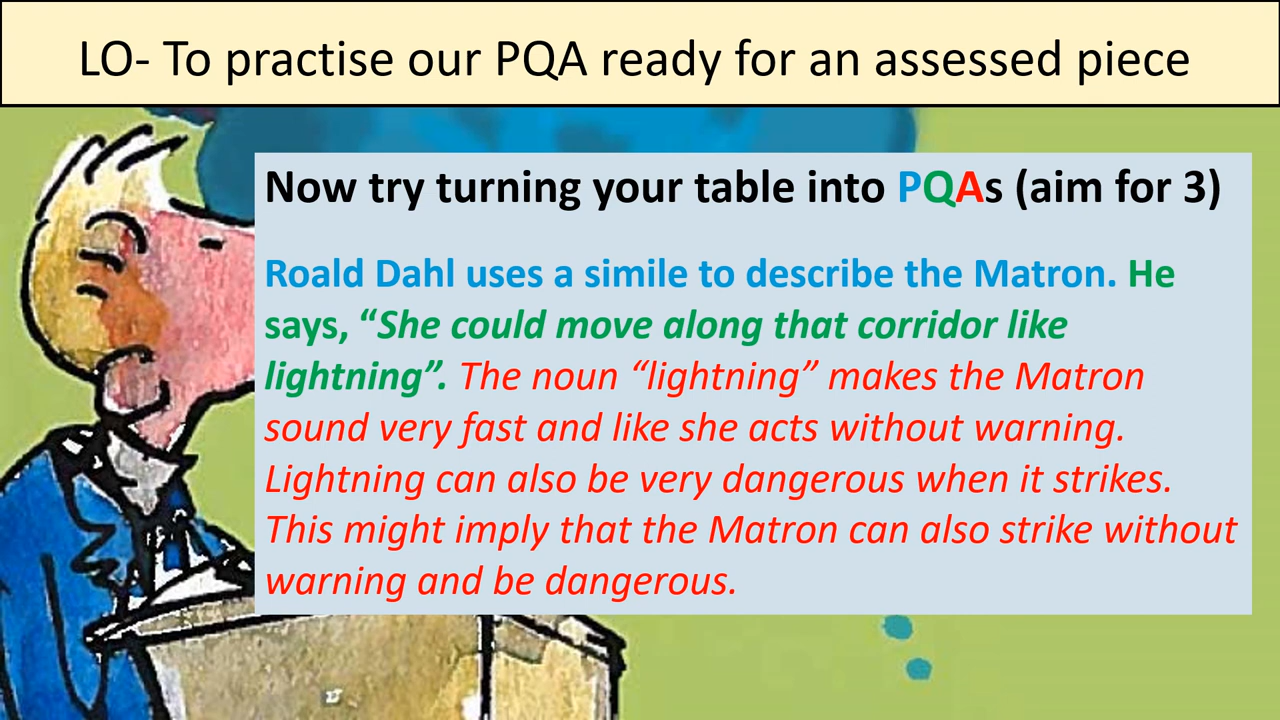 LO- To practise our PQA ready for an assessed piece
Now try turning your table into PQAs (aim for 3)
Roald Dahl uses a simile to describe the Matron. He
says, “She could move along that corridor like
lightning”. The noun “lightning” makes the Matron
sound very fast and like she acts without warning.
Lightning can also be very dangerous when it strikes.
This might imply that the Matron can also strike without
warning and be dangerous.